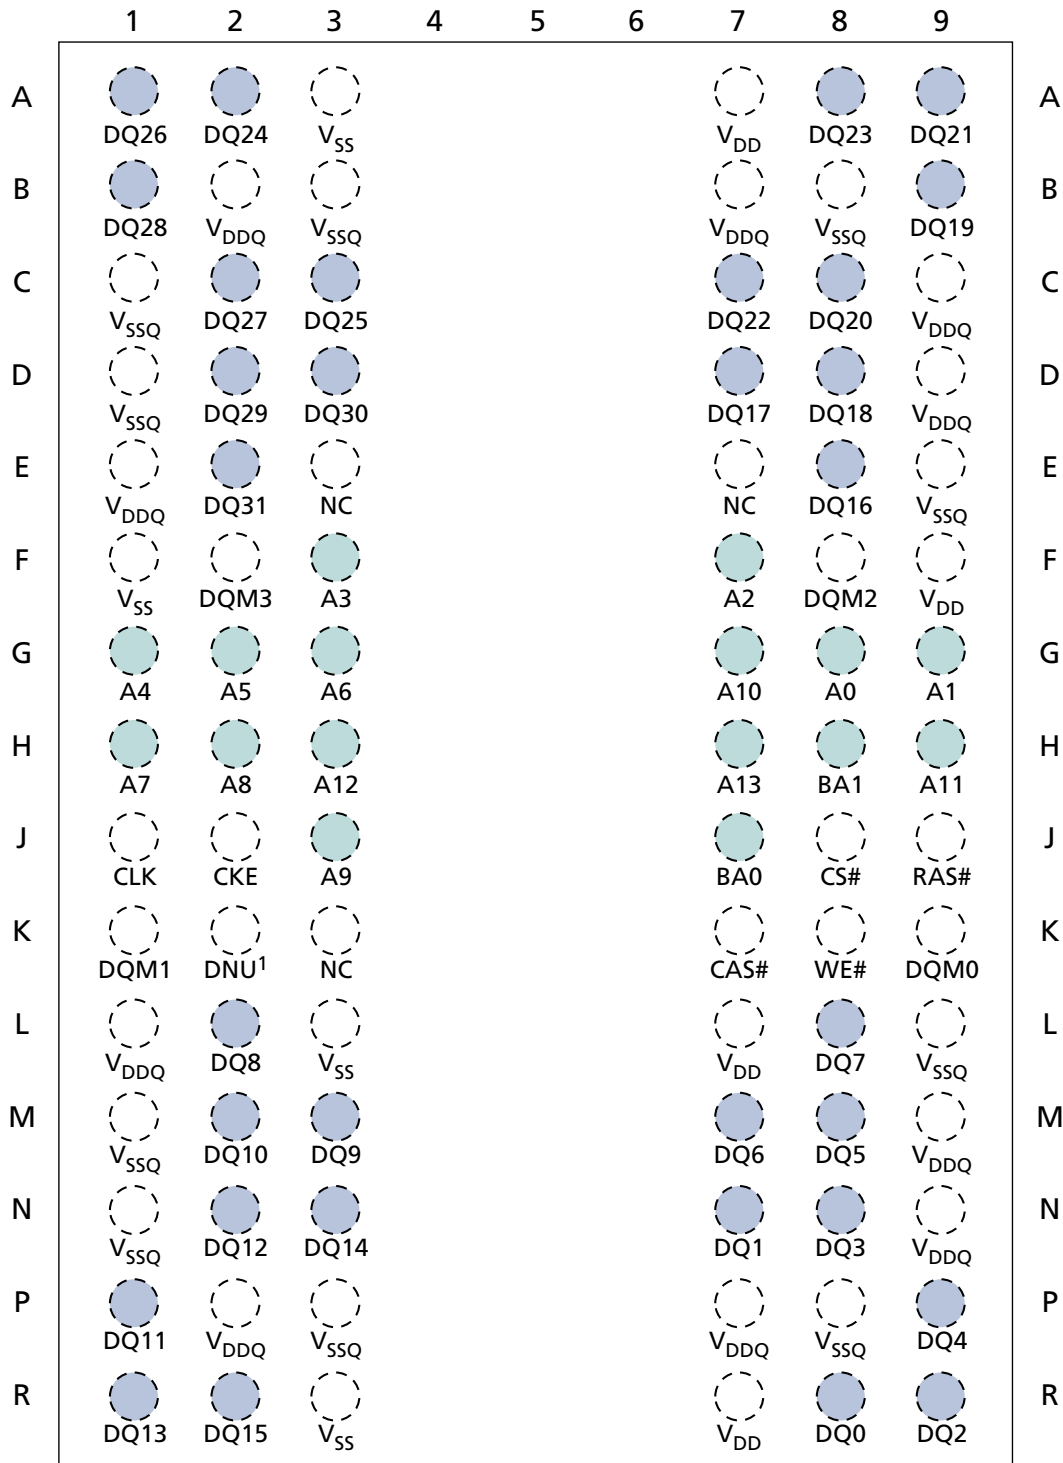 1 2 3 4 5 6 7 8 9
A A
DQ26 DQ24 VSS VDD DQ23 DQ21
B B
DQ28 VDDQ VSSQ VDDQ VSSQ DQ19
C C
VSSQ DQ27 DQ25 DQ22 DQ20 VDDQ
D D
VSSQ DQ29 DQ30 DQ17 DQ18 VDDQ
E E
VDDQ DQ31 NC NC DQ16 VSSQ
F F
VSS DQM3 A3 A2 DQM2 VDD
G G
A4 A5 A6 A10 A0 A1
H H
A7 A8 A12 A13 BA1 A11
J J
CLK CKE A9 BA0 CS# RAS#
K K
DQM1 DNU1 NC CAS# WE# DQM0
L L
VDDQ DQ8 VSS VDD DQ7 VSSQ
M M
VSSQ DQ10 DQ9 DQ6 DQ5 VDDQ
N N
VSSQ DQ12 DQ14 DQ1 DQ3 VDDQ
P P
DQ11 VDDQ VSSQ VDDQ VSSQ DQ4
R R
DQ13 DQ15 VSS VDD DQ0 DQ2